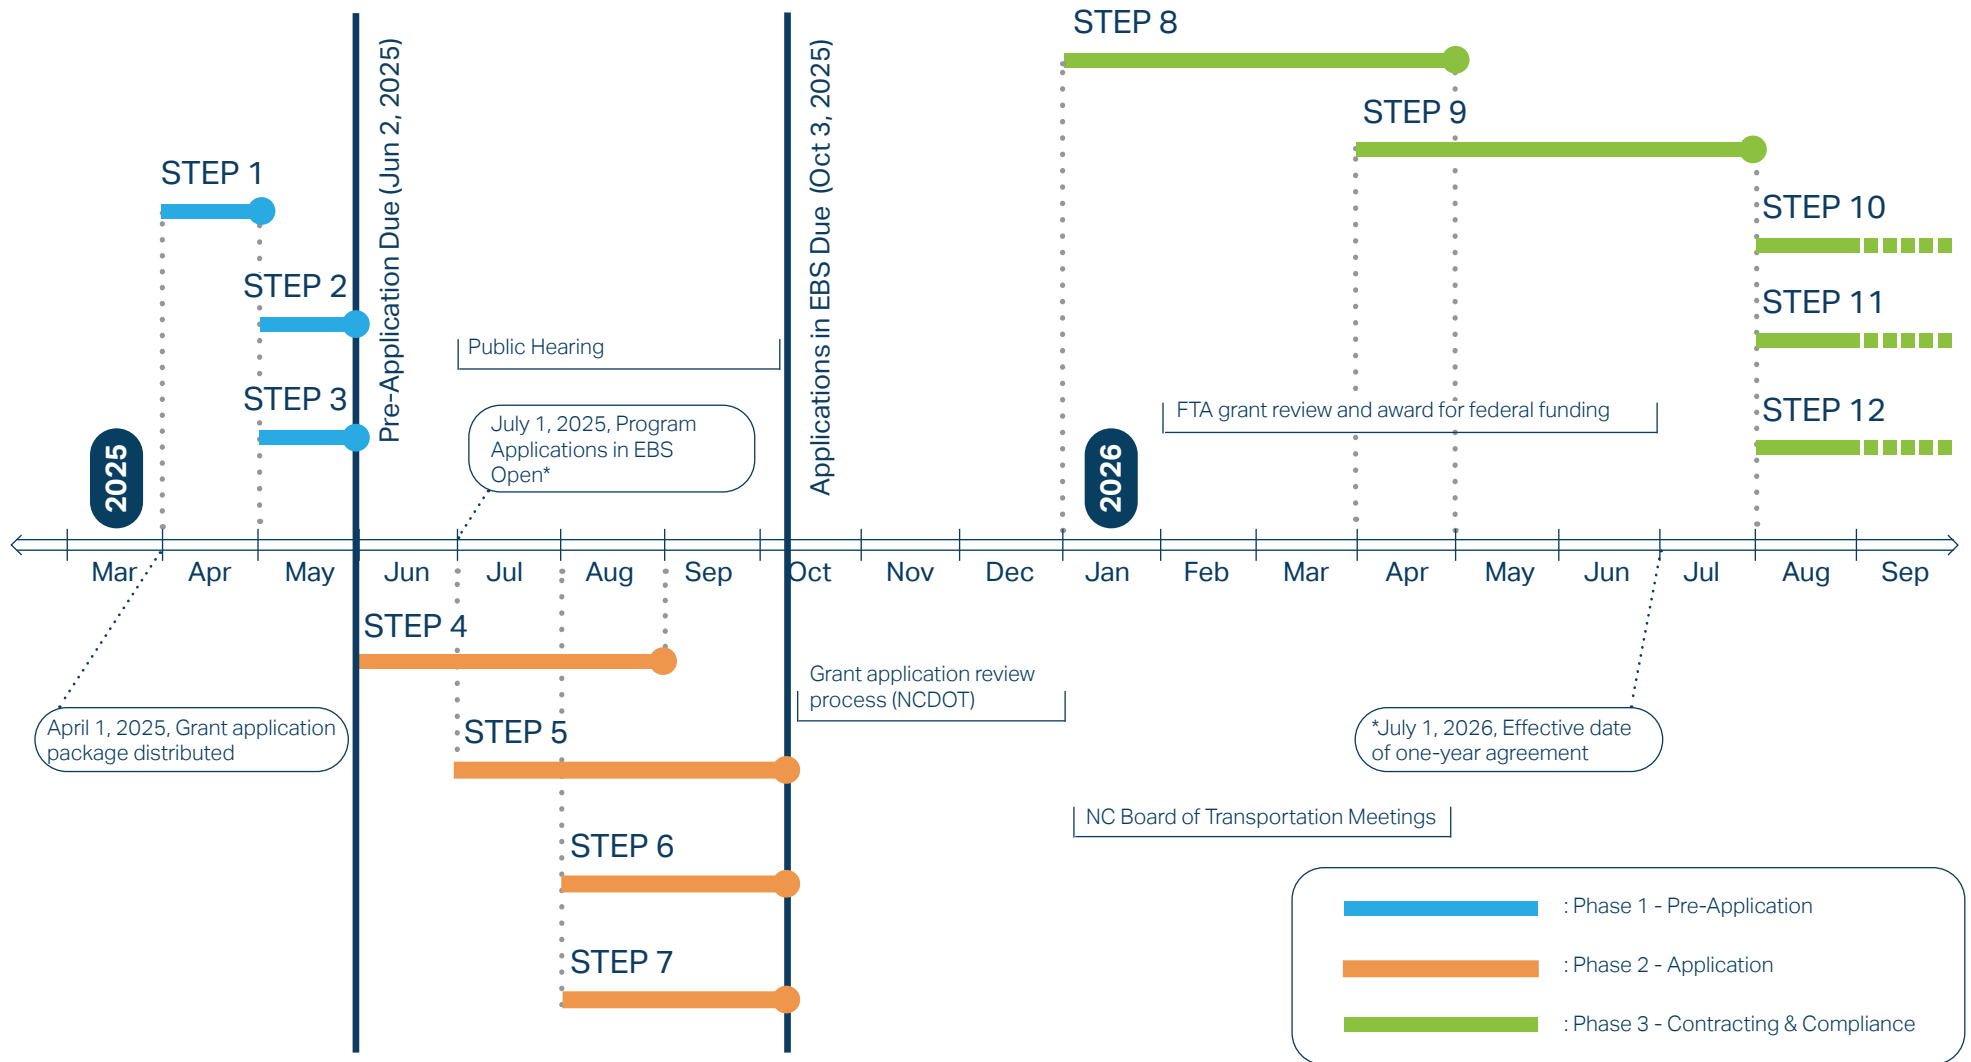 STEP 8
Pre-Application Due (Jun 2, 2025)
Applications in EBS Due (Oct 3, 2025)
STEP 9
STEP 1
STEP 10
STEP 2
STEP 11
Public Hearing
STEP 3
July 1, 2025, Program
Applications in EBS
Open*
FTA grant review and award for federal funding
STEP 12
2025
2026
Mar
Apr
May
Jun
Jul
Aug
Sep
Oct
Nov
Dec
Jan
Feb
Mar
Apr
May
Jun
Jul
Aug
Sep
STEP 4
Grant application review
process (NCDOT)
April 1, 2025, Grant application
package distributed
STEP 5
*July 1, 2026, Effective date
of one-year agreement
NC Board of Transportation Meetings
STEP 6
STEP 7
: Phase 1 - Pre-Application
: Phase 2 - Application
: Phase 3 - Contracting & Compliance